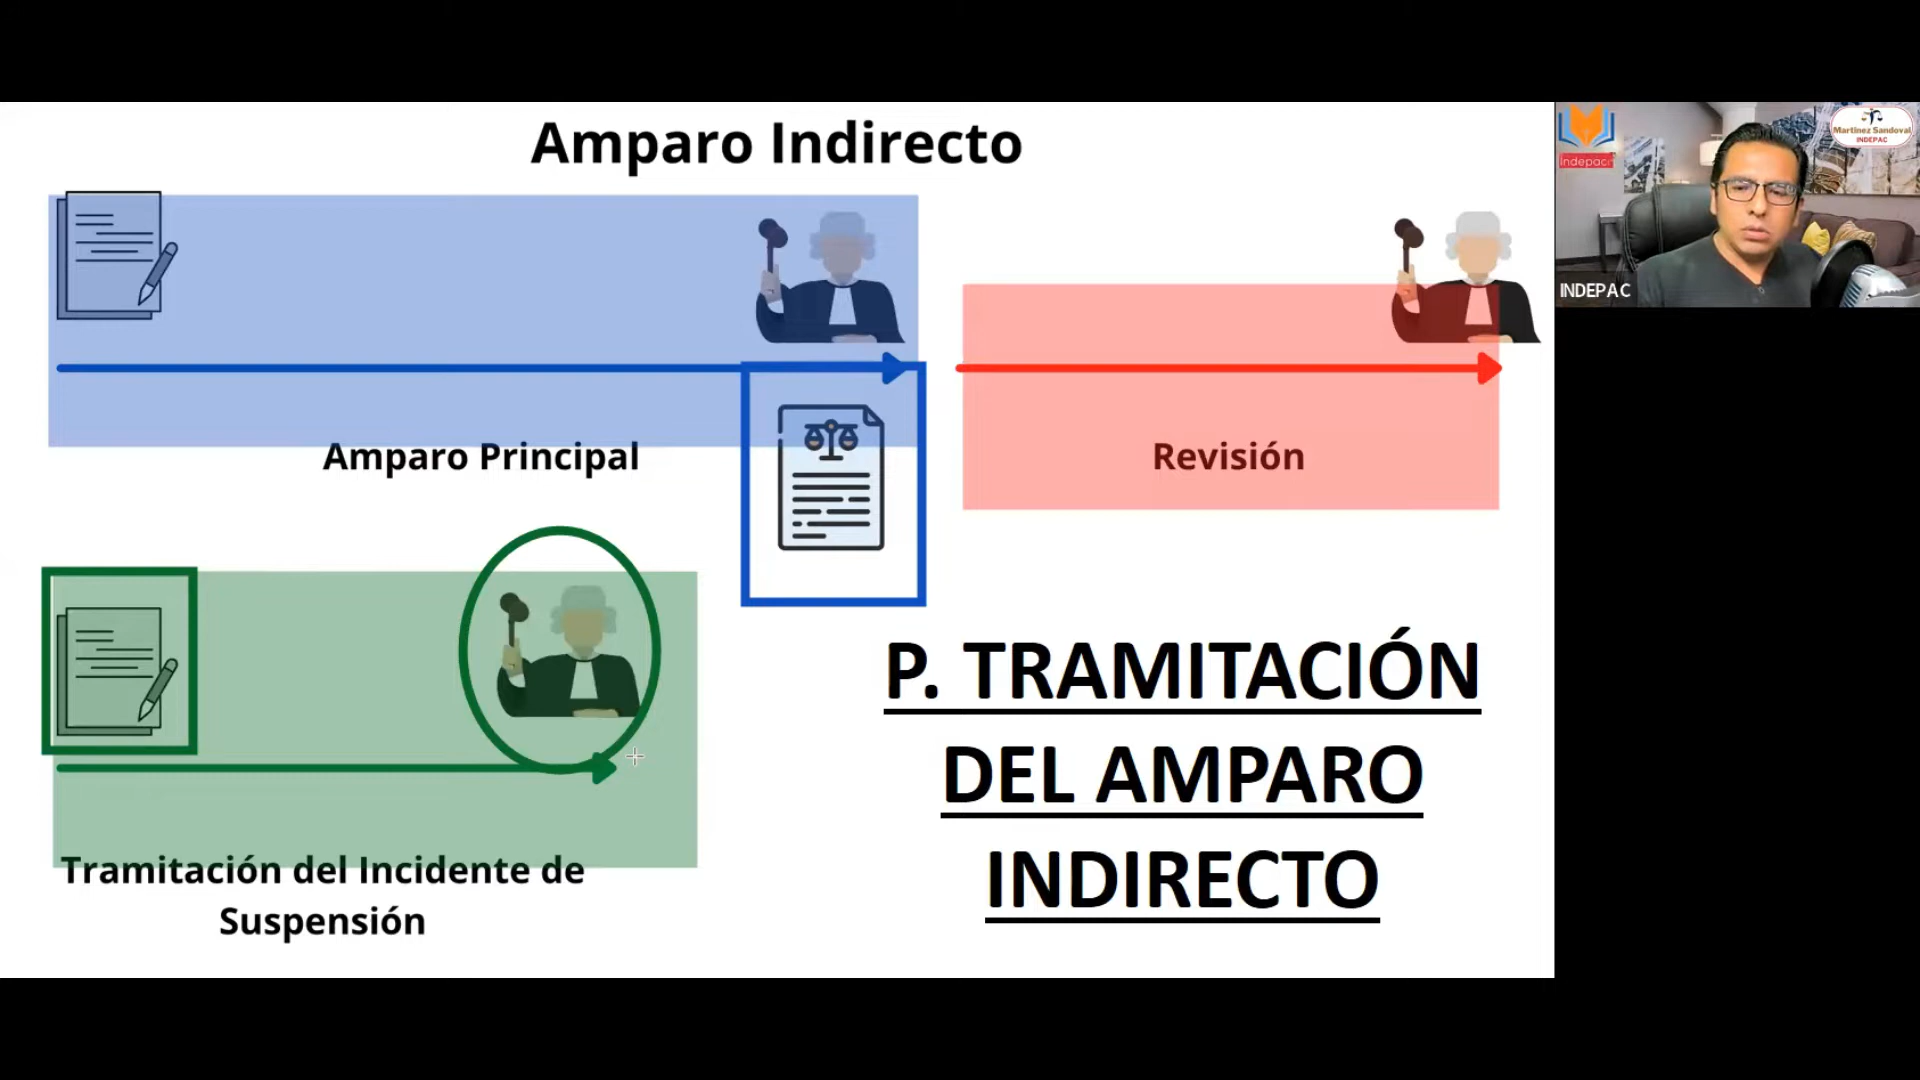 Amparo Indirecto
Amparo Principal
Revisión
Tramitación del Incidente de
Suspensión
P. TRAMITACIÓN
DEL AMPARO
INDIRECTO
Indepac
Martínez Sandoval
INDEPAC
INDEPAC